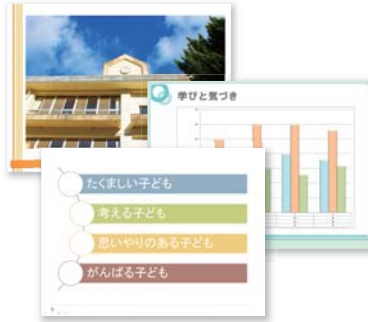 学びと気づき
たくましい子ども
考える子ども
思いやりのある子ども
がんばる子ども